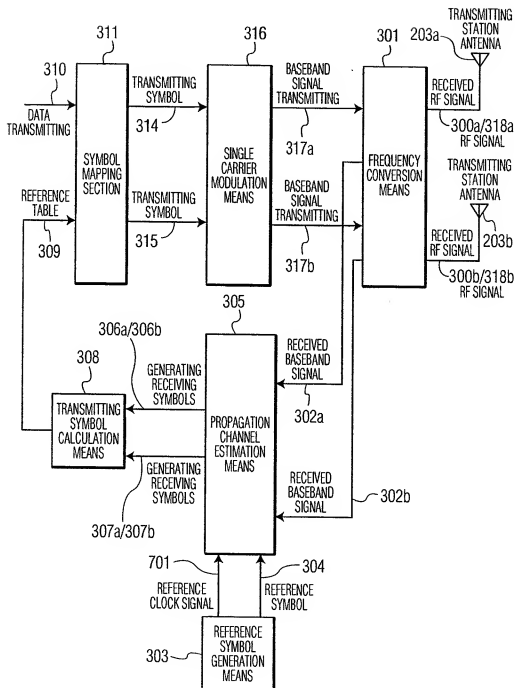 311
316
301
203a
TRANSMITTING
STATION
ANTENNA
310
DATA
TRANSMITTING
SYMBOL
MAPPING
SECTION
TRANSMITTING
SYMBOL
314
SINGLE
CARRIER
MODULATION
MEANS
BASEBAND
SIGNAL
TRANSMITTING
317a
FREQUENCY
CONVERSION
MEANS
RECEIVED
RF SIGNAL
300a/318a
RF SIGNAL
REFERENCE
TABLE
309
TRANSMITTING
SYMBOL
315
BASEBAND
SIGNAL
TRANSMITTING
317b
TRANSMITTING
STATION
ANTENNA
203b
RECEIVED
RF SIGNAL
300b/318b
RF SIGNAL
305
306a/306b
308
TRANSMITTING
SYMBOL
CALCULATION
MEANS
GENERATING
RECEIVING
SYMBOLS
GENERATING
RECEIVING
SYMBOLS
307a/307b
PROPAGATION
CHANNEL
ESTIMATION
MEANS
RECEIVED
BASEBAND
SIGNAL
302a
RECEIVED
BASEBAND
SIGNAL
302b
701
304
REFERENCE
CLOCK SIGNAL
REFERENCE
SYMBOL
303
REFERENCE
SYMBOL
GENERATION
MEANS